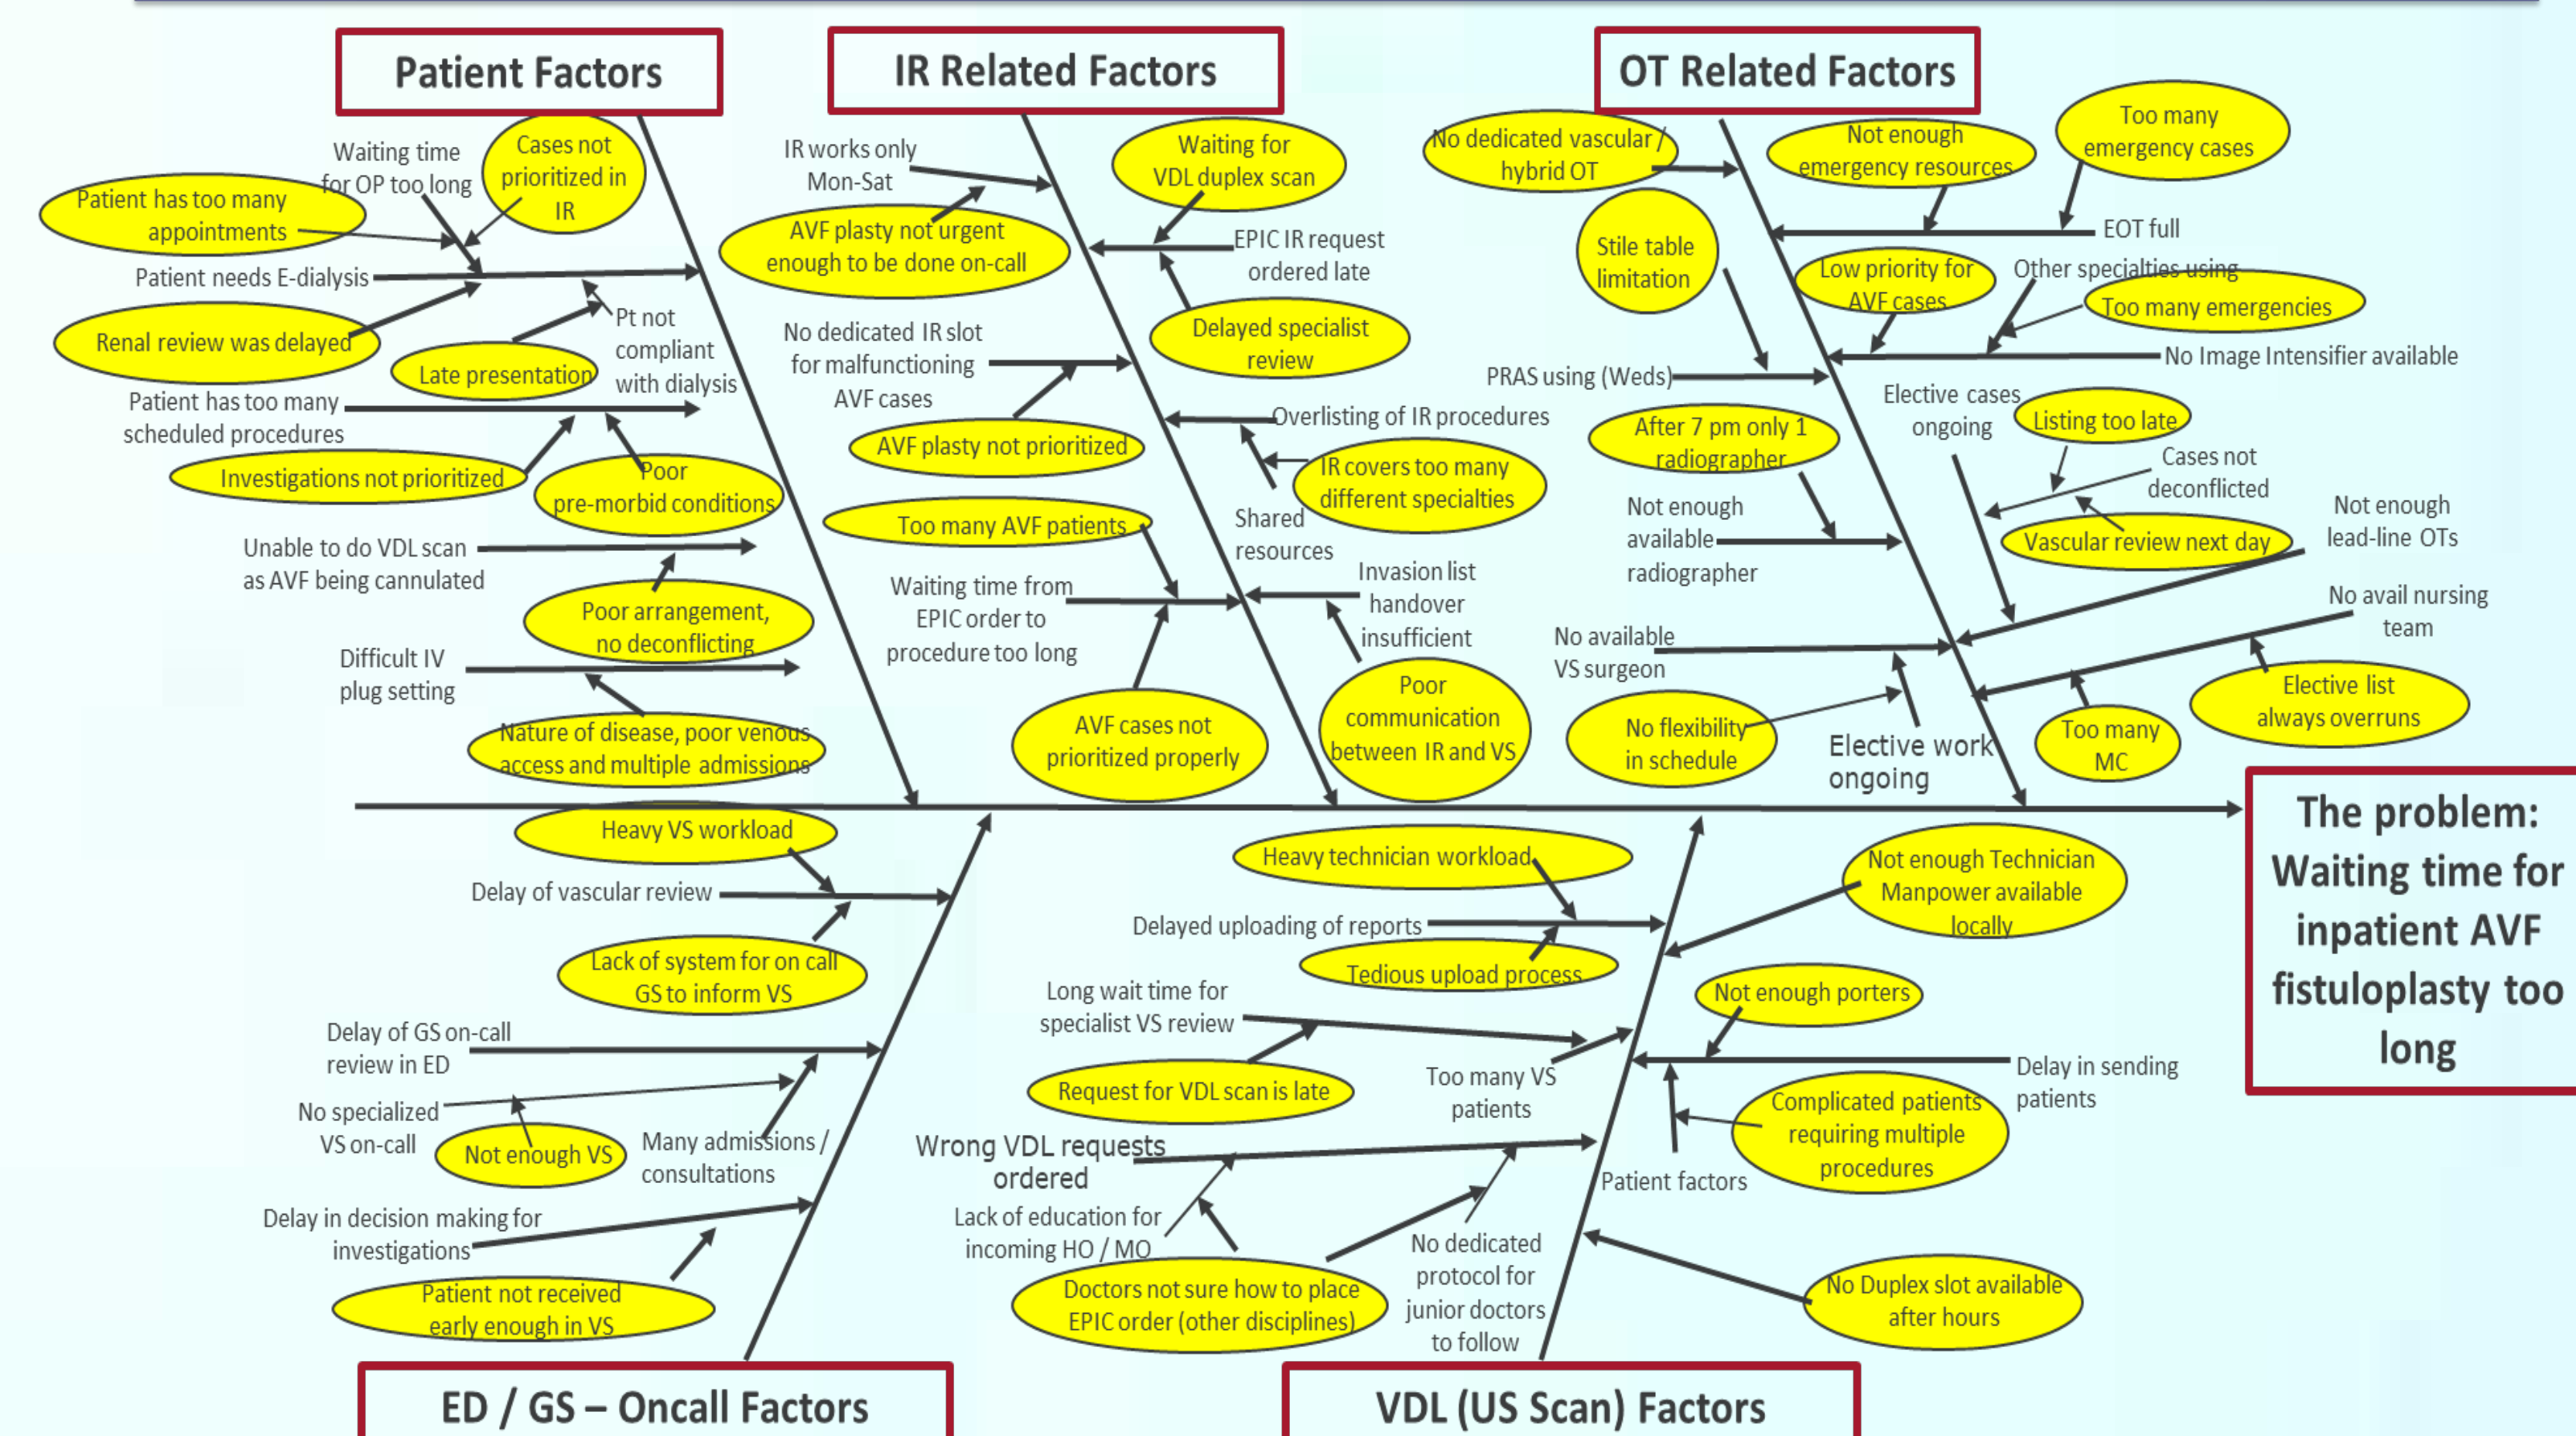 Patient Factors
IR Related Factors
OT Related Factors
Waiting time
for OP too long
Cases not
prioritized in
IR
Patient has too many
appointments
Patient needs E-dialysis
Renal review was delayed
Late presentation
Pt not
compliant
with dialysis
Patient has too many
scheduled procedures
Investigations not prioritized
Poor
pre-morbid conditions
Unable to do VDL scan
as AVF being cannulated
Poor arrangement,
no deconflicting
Difficult IV
plug setting
Nature of disease, poor venous
access and multiple admissions
IR works only
Mon-Sat
Waiting for
VDL duplex scan
AVF plasty not urgent
enough to be done on-call
EPIC IR request
ordered late
Delayed specialist
review
No dedicated IR slot
for malfunctioning
AVF cases
AVF plasty not prioritized
Overlisting of IR procedures
IR covers too many
different specialties
Shared
resources
Too many AVF patients
Waiting time from
EPIC order to
procedure too long
Invasion list
handover
insufficient
AVF cases not
prioritized properly
Poor
communication
between IR and VS
No dedicated vascular /
hybrid OT
Not enough
emergency resources
Too many
emergency cases
EOT full
Stile table
limitation
Low priority for
AVF cases
Other specialties using
Too many emergencies
No Image Intensifier available
PRAS using (Weds)
After 7 pm only 1
radiographer
Elective cases
ongoing
Listing too late
Cases not
deconflicted
Vascular review next day
Not enough
lead-line OTs
Not enough
available
radiographer
No avail nursing
team
No available
VS surgeon
No flexibility
in schedule
Elective work
ongoing
Too many
MC
Elective list
always overruns
The problem:
Waiting time for
inpatient AVF
fistuloplasty too
long
Heavy VS workload
Delay of vascular review
Lack of system for on call
GS to inform VS
Delay of GS on-call
review in ED
No specialized
VS on-call
Not enough VS
Many admissions /
consultations
Delay in decision making for
investigations
Patient not received
early enough in VS
Heavy technician workload
Not enough Technician
Manpower available
locally
Delayed uploading of reports
Tedious upload process
Long wait time for
specialist VS review
Not enough porters
Request for VDL scan is late
Too many VS
patients
Delay in sending
patients
Complicated patients
requiring multiple
procedures
Patient factors
Wrong VDL requests
ordered
Lack of education for
incoming HO / MO
Doctors not sure how to place
EPIC order (other disciplines)
No dedicated
protocol for
junior doctors
to follow
No Duplex slot available
after hours
ED / GS – Oncall Factors
VDL (US Scan) Factors